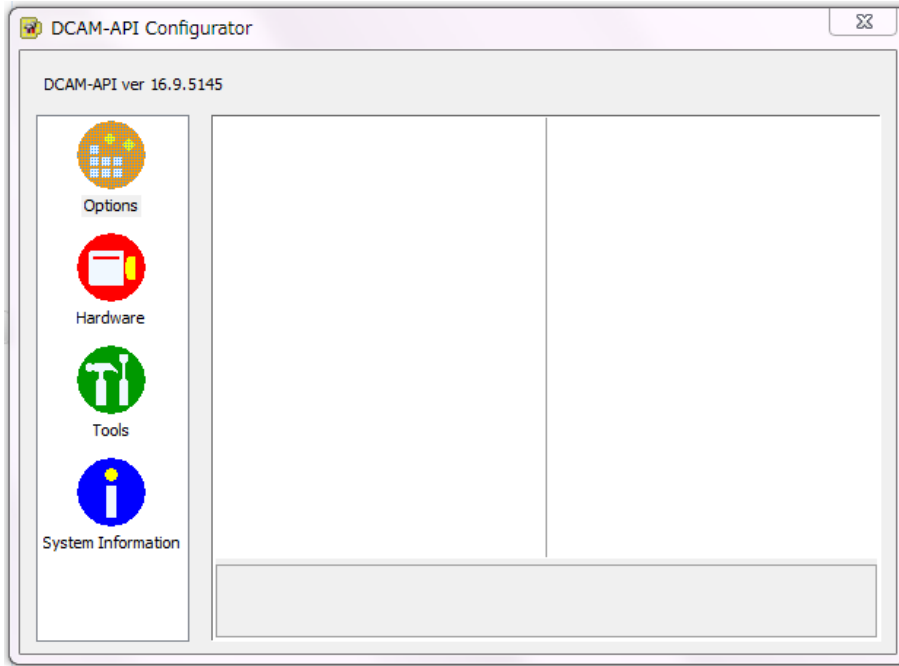 DCAM-API Configurator
DCAM-API ver 16.9.5145
Options
Hardware
Tools
System Information